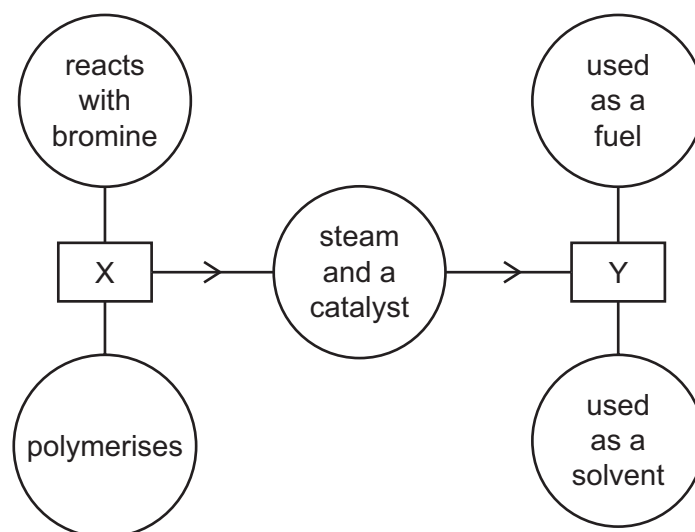 reacts
with
bromine
used
as a
fuel
X
steam
and a
catalyst
Y
polymerises
used
as a
solvent